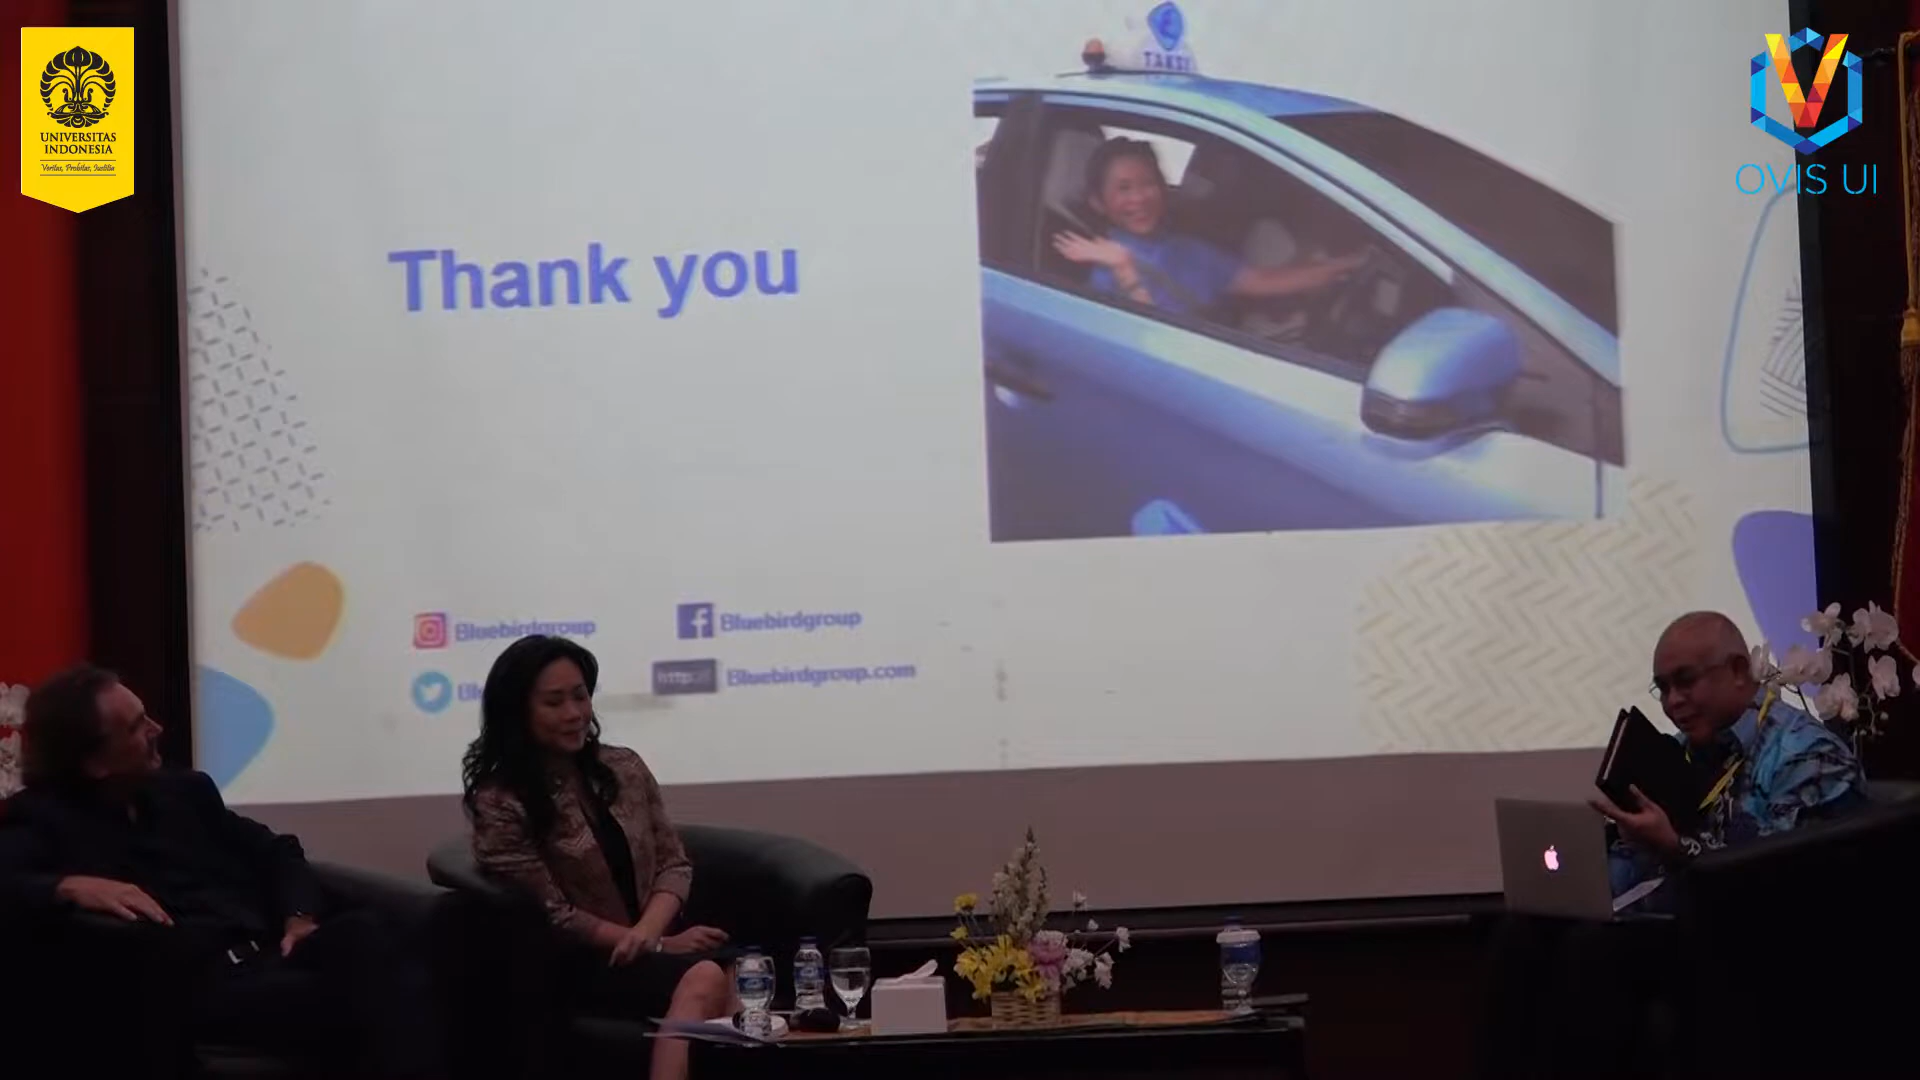 UNIVERSITAS
INDONESIA
Veritas, Probitas, Iustitia
OVIS UI
TAKSI
Thank you
Bluebirdgroup
Bluebirdgroup
Bluebirdgroup.com